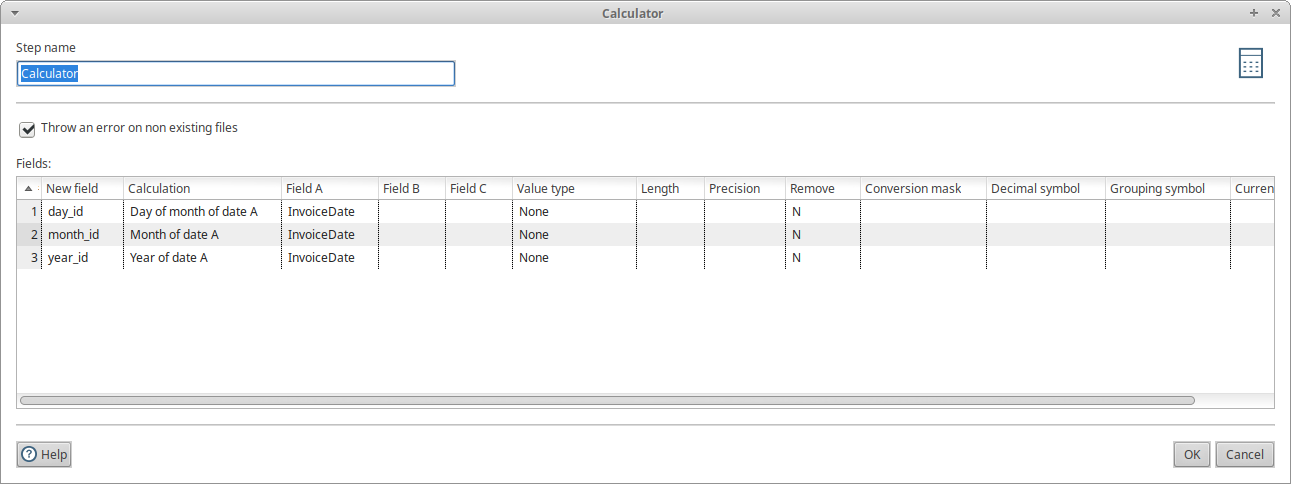 Calculator
Step name
Calculator
Throw an error on non existing files
Fields:
New field Calculation Field A Field B Field C Value type Length Precision Remove Conversion mask Decimal symbol Grouping symbol Curren
1 day_id Day of month of date A InvoiceDate None N
2 month_id Month of date A InvoiceDate None N
3 year_id Year of date A InvoiceDate None N
? Help OK Cancel